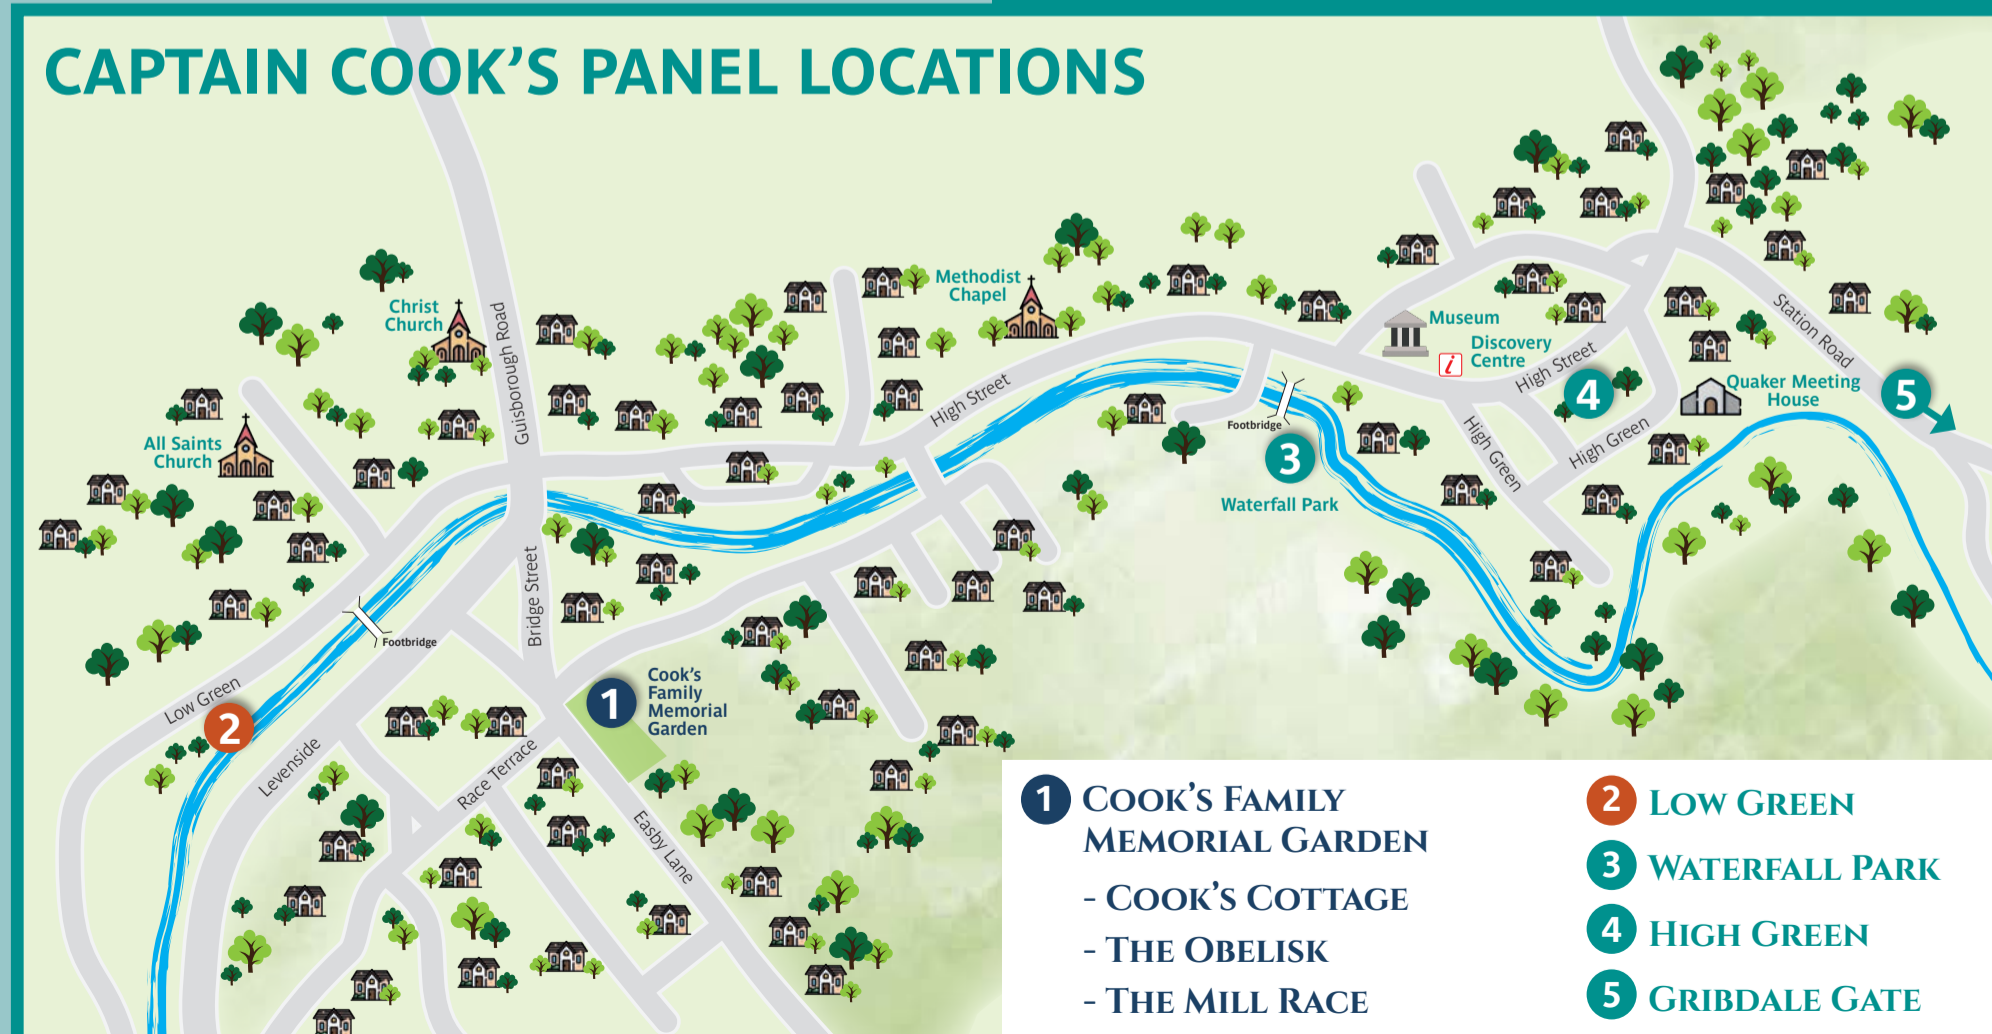 CAPTAIN COOK'S PANEL LOCATIONS
Christ
Church
Guisborough Road
All Saints
Church
Methodist
Chapel
High Street
Museum
Discovery
Centre
High Street
Station Road
4
Quaker Meeting
House
5
High Green
High Green
Footbridge
3
Waterfall Park
Bridge Street
Footbridge
Low Green
2
Levenside
1
Cook's
Family
Memorial
Garden
Race Terrace
Easby Lane
i
1 COOK'S FAMILY
MEMORIAL GARDEN
- COOK'S COTTAGE
- THE OBELISK
- THE MILL RACE
2 LOW GREEN
3 WATERFALL PARK
4 HIGH GREEN
5 GRIBDALE GATE